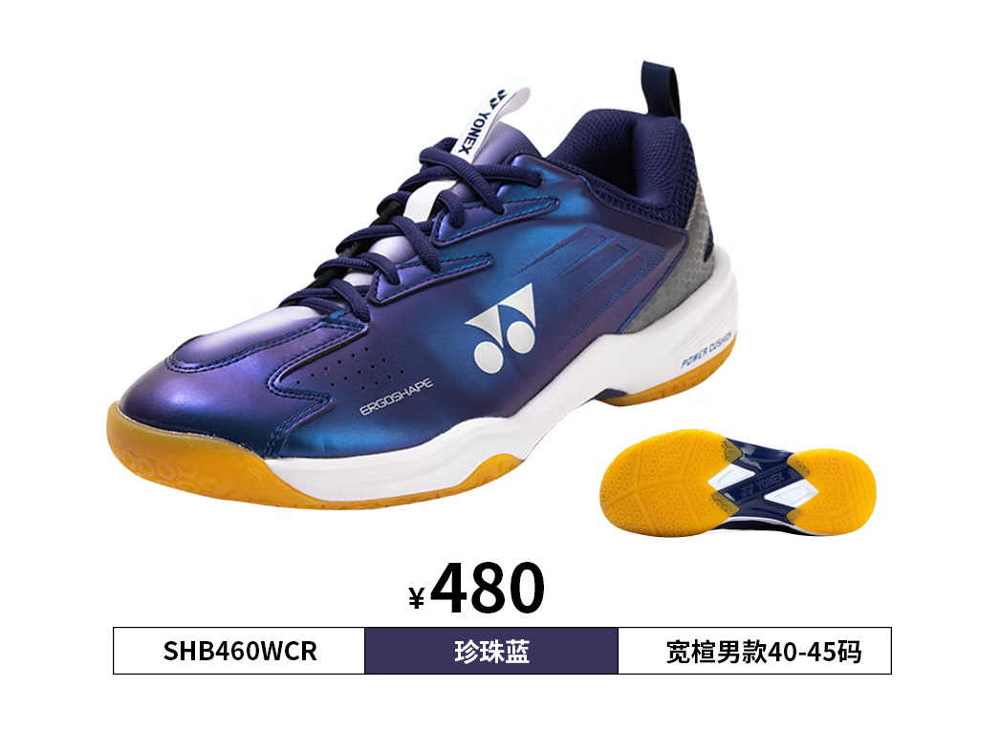 YONEX
ERGOSHAPE
POWER CUSHION
YONEX
¥480
SHB460WCR
珍珠蓝
宽楦男款40-45码